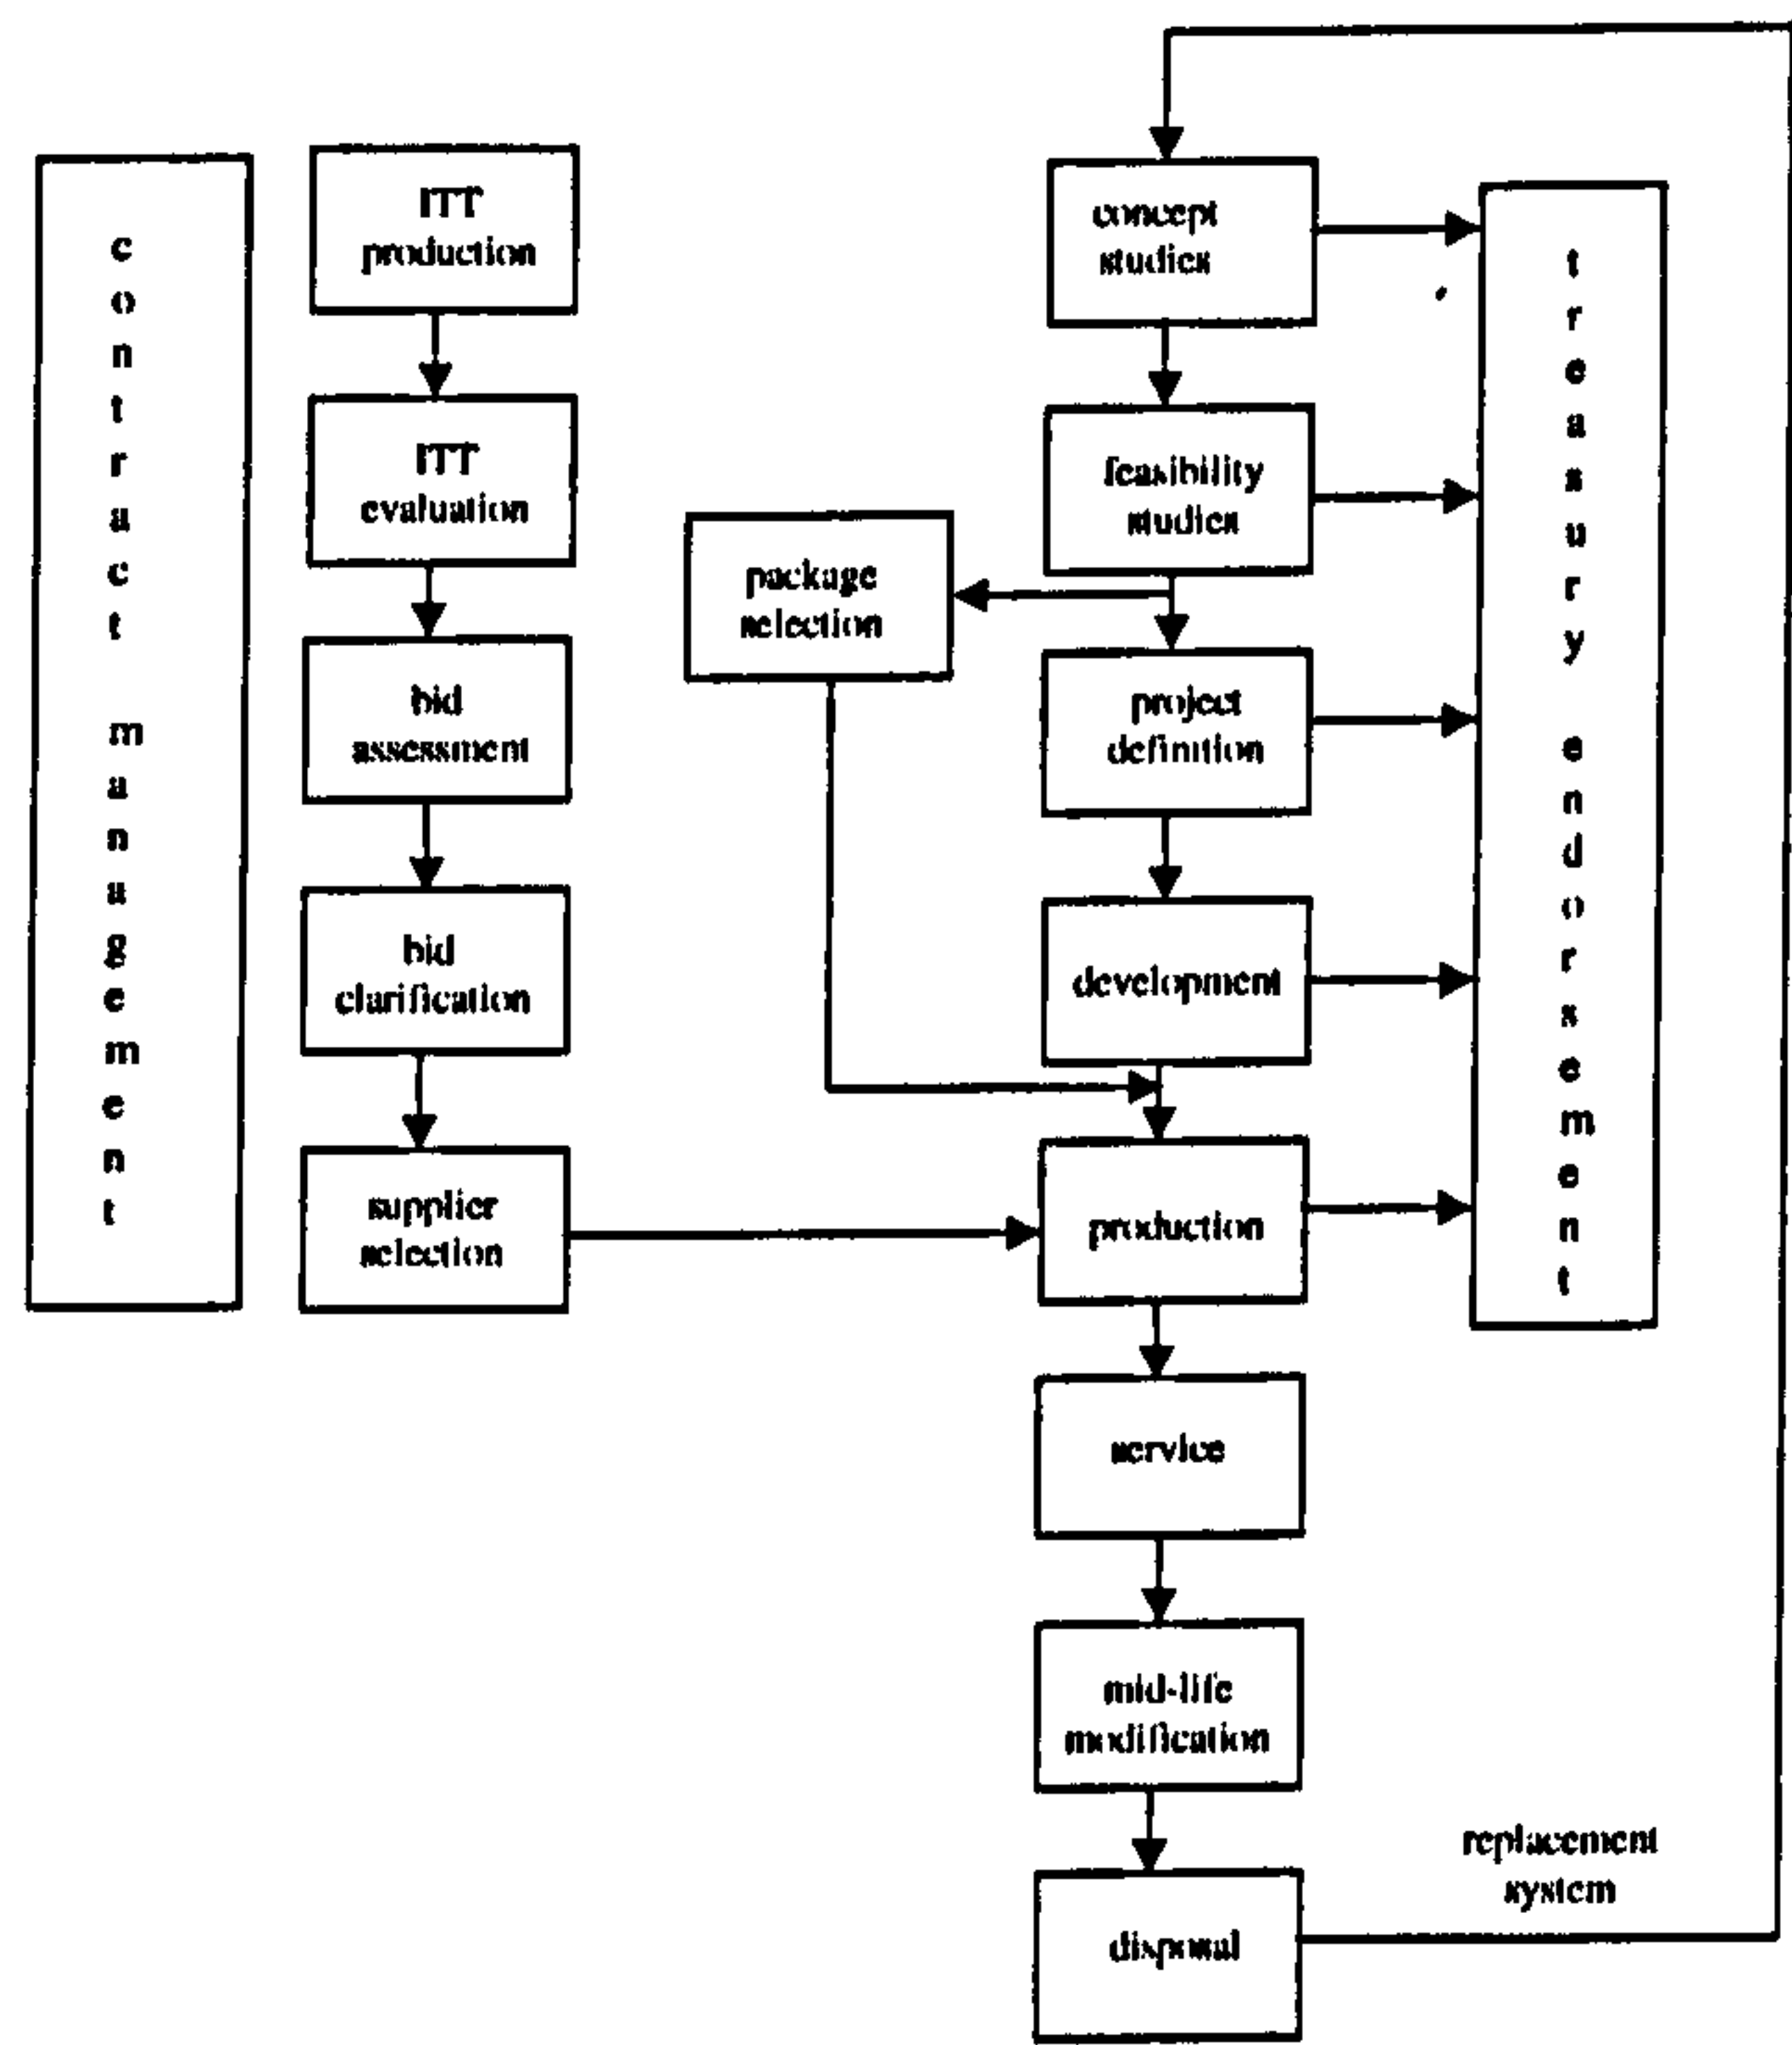 contract management
ITT
production
ITT
evaluation
bid
assessment
bid
clarification
supplier
selection
package
selection
concept
studies
feasibility
studies
project
definition
development
production
service
mid-life
modification
disposal
treasury endorsement
replacement
system